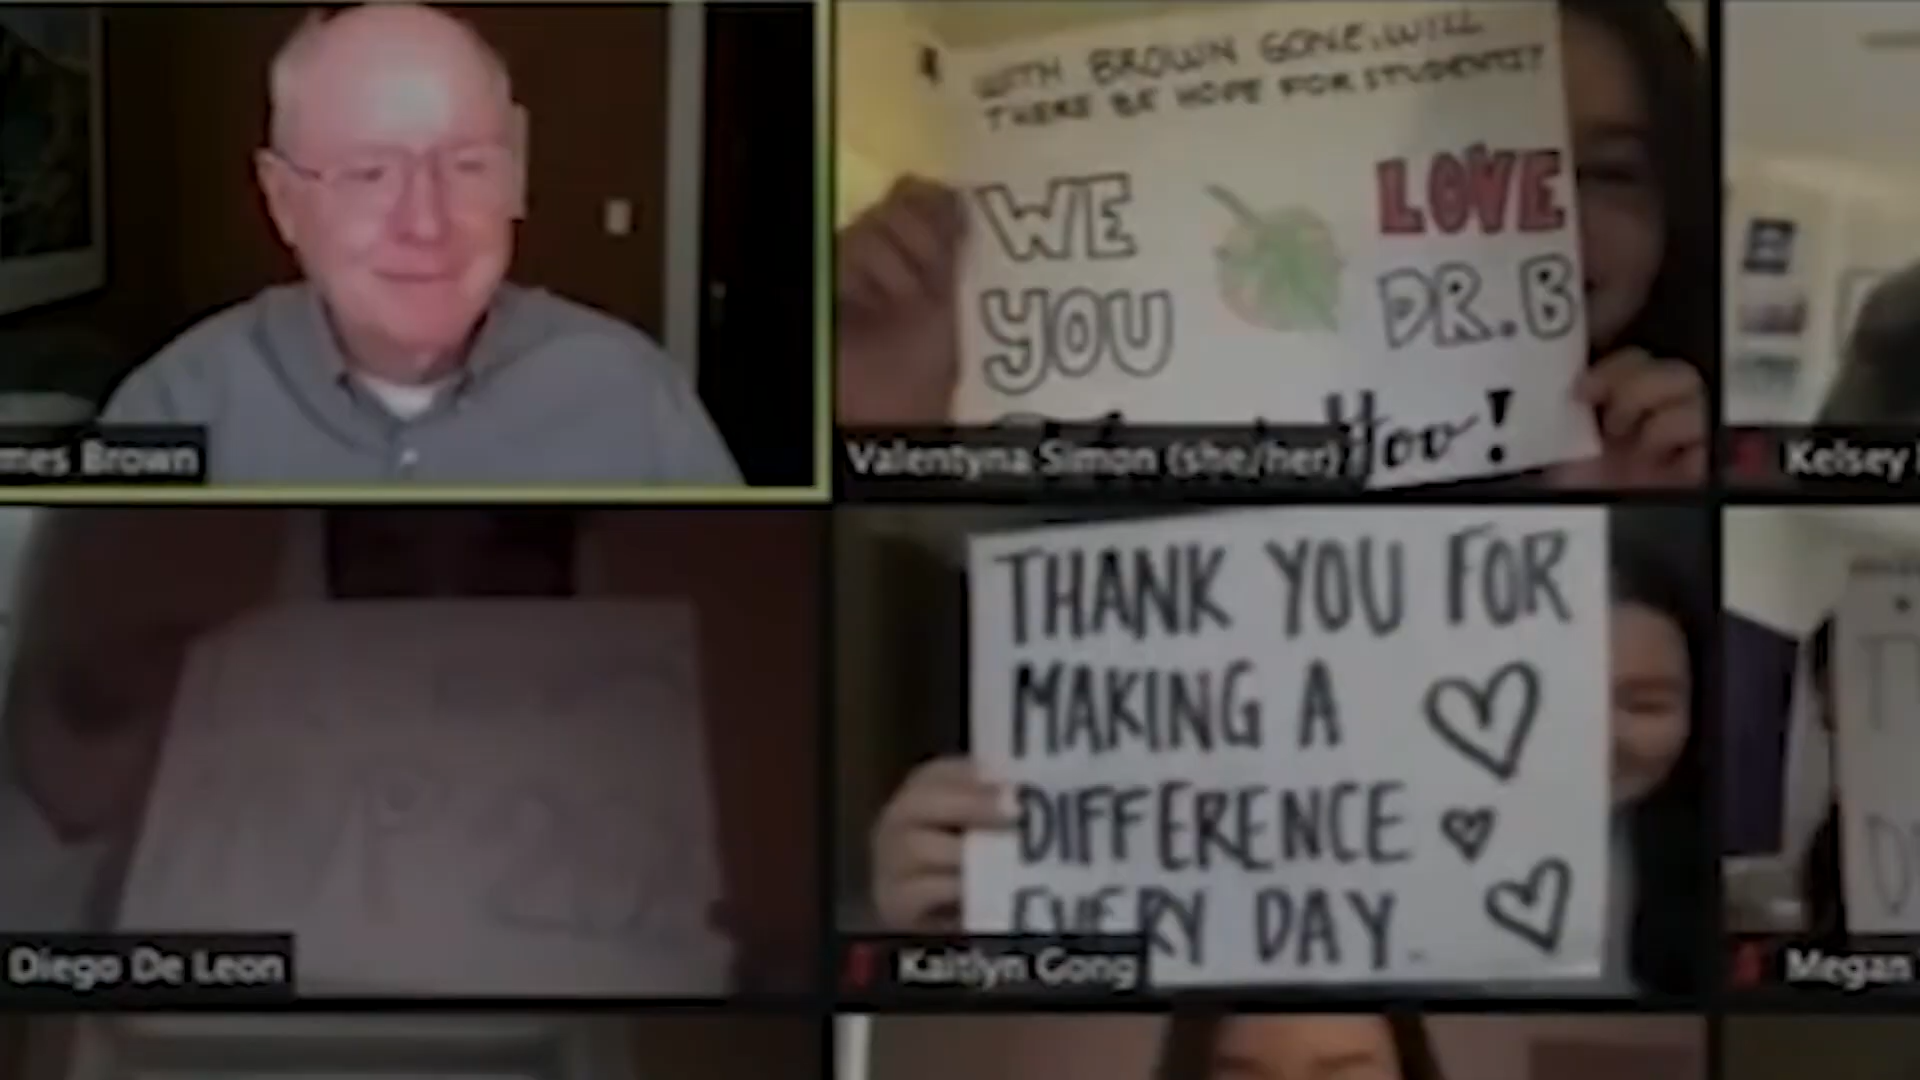 WITH BROWN GONE, WILL
THERE BE HOPE FOR STUDENTS?
WE LOVE
YOU DR. B
Hoo!
mes Brown
Valentyna Simon (she/her)
Kelsey
THANK YOU FOR
MAKING A
DIFFERENCE
EVERY DAY.
Diego De Leon
Kaitlyn Gong
Megan